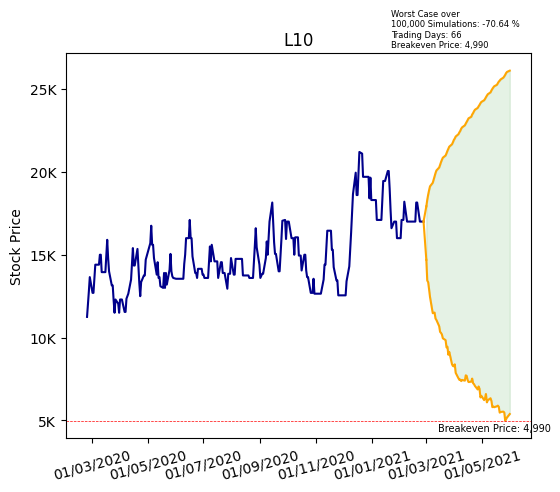 Worst Case over
100,000 Simulations: -70.64 %
Trading Days: 66
Breakeven Price: 4,990
L10
Stock Price
25K
20K
15K
10K
5K
Breakeven Price: 4,990
01/03/2020 01/05/2020 01/07/2020 01/09/2020 01/11/2020 01/01/2021 01/03/2021 01/05/2021